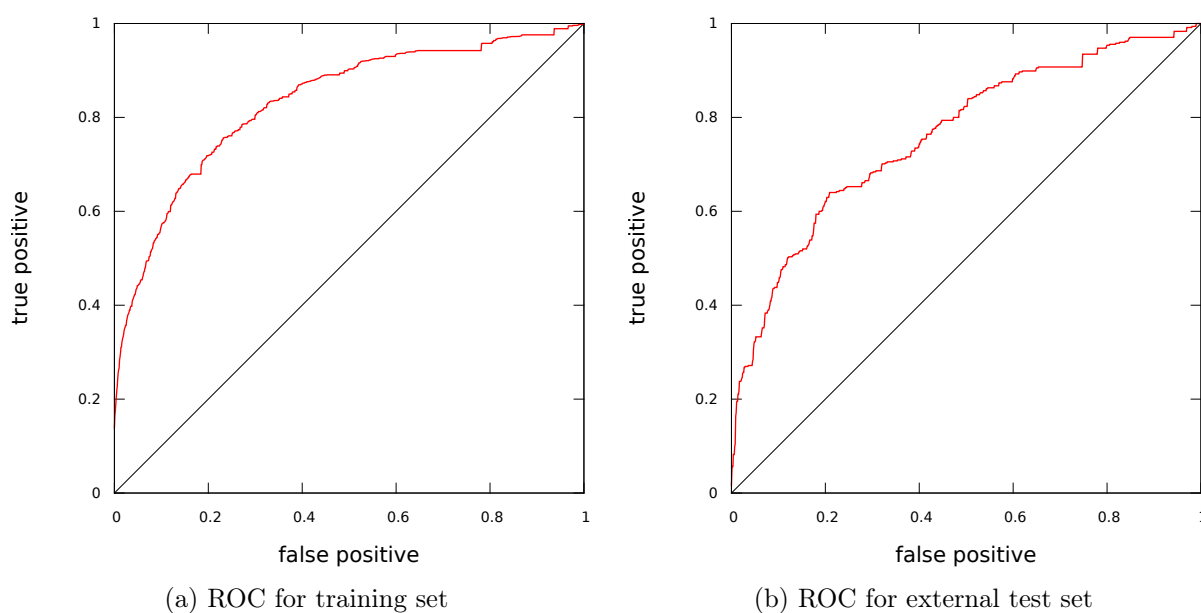 1
0.8
0.6
0.4
0.2
0
true positive
0 0.2 0.4 0.6 0.8 1
false positive
(a) ROC for training set
1
0.8
0.6
0.4
0.2
0
true positive
0 0.2 0.4 0.6 0.8 1
false positive
(b) ROC for external test set